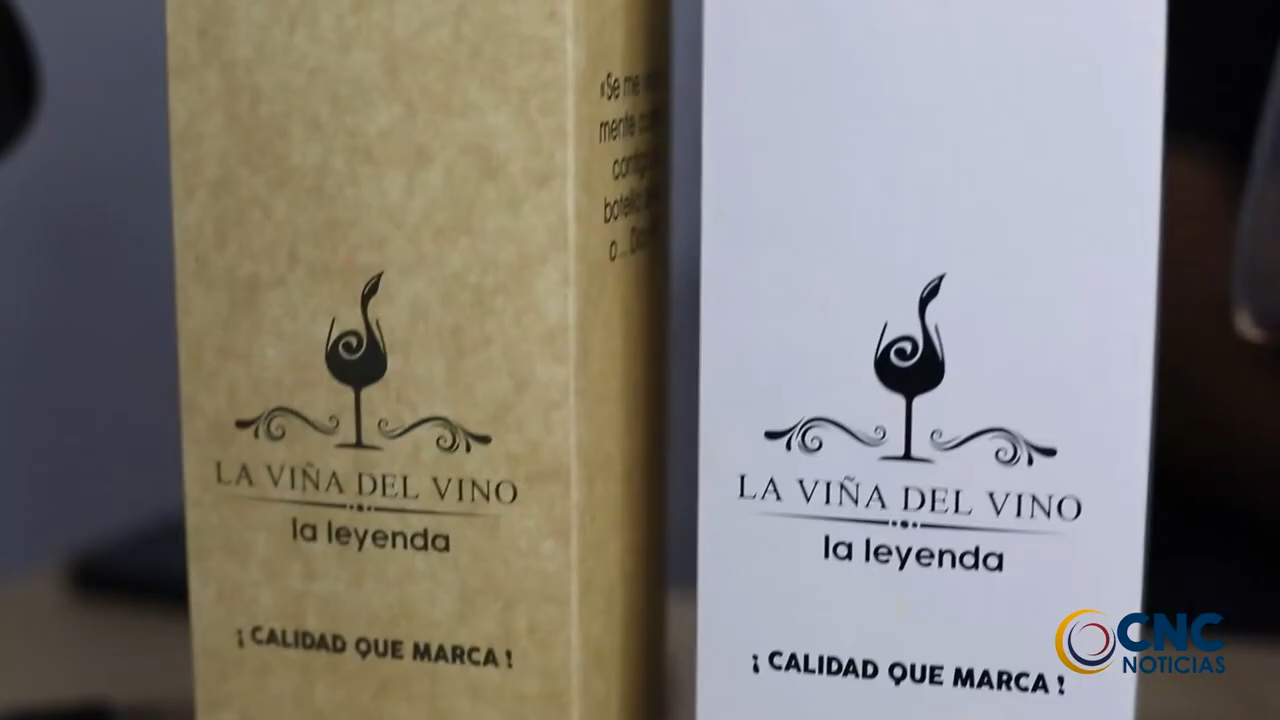 «Se me
mente
botella
o...
LA VIÑA DEL VINO
la leyenda
¡ CALIDAD QUE MARCA !
LA VIÑA DEL VINO
la leyenda
¡ CALIDAD QUE MARCA !
CNC
NOTICIAS